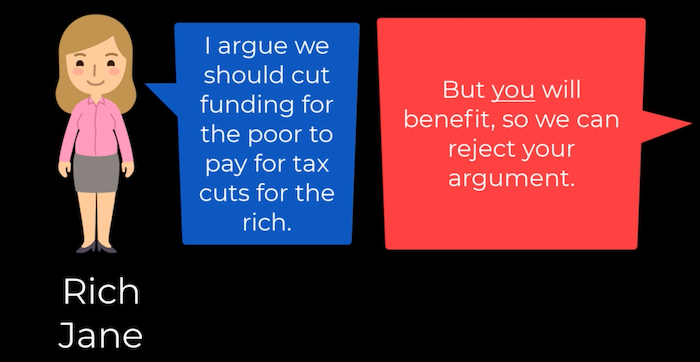 I argue we
should cut
funding for
the poor to
pay for tax
cuts for the
rich.
But you will
benefit, so we can
reject your
argument.
Rich
Jane